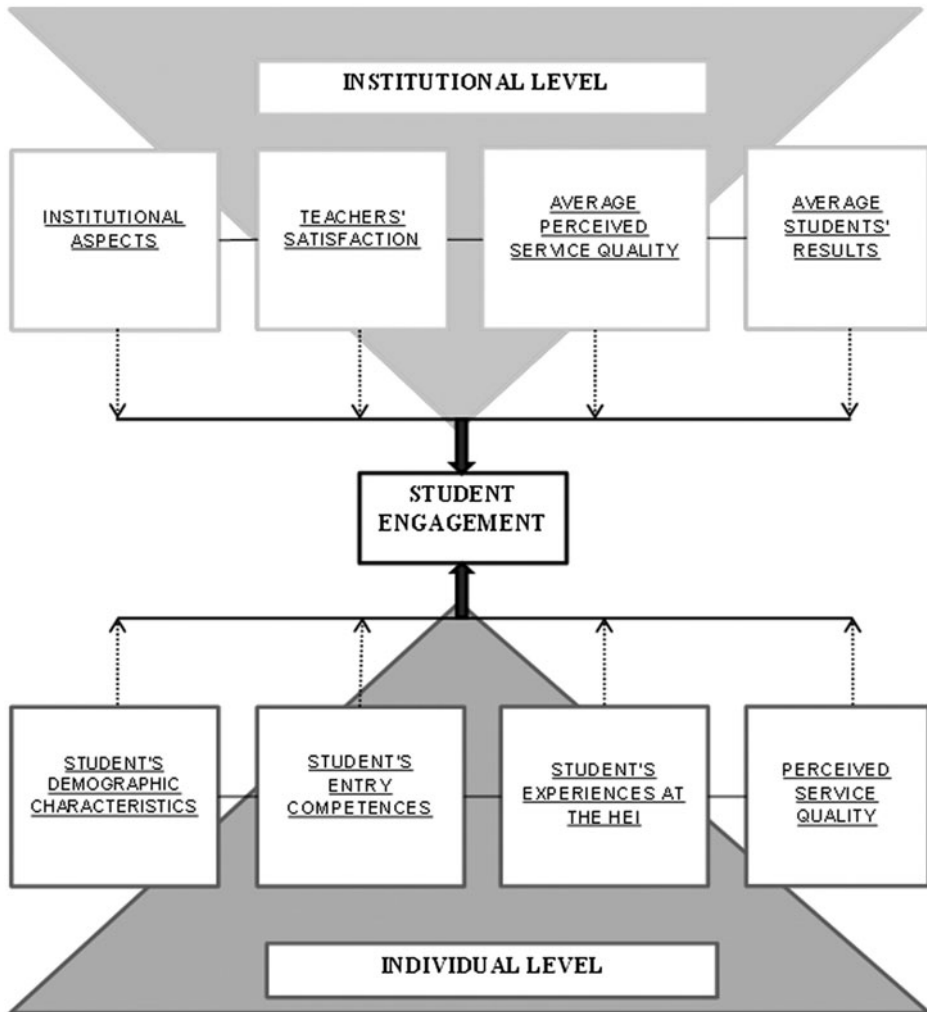 INSTITUTIONAL LEVEL
INSTITUTIONAL
ASPECTS
TEACHERS'
SATISFACTION
AVERAGE
PERCEIVED
SERVICE QUALITY
AVERAGE
STUDENTS'
RESULTS
STUDENT
ENGAGEMENT
STUDENT'S
DEMOGRAPHIC
CHARACTERISTICS
STUDENT'S
ENTRY
COMPETENCES
STUDENT'S
EXPERIENCES AT
THE HEI
PERCEIVED
SERVICE
QUALITY
INDIVIDUAL LEVEL